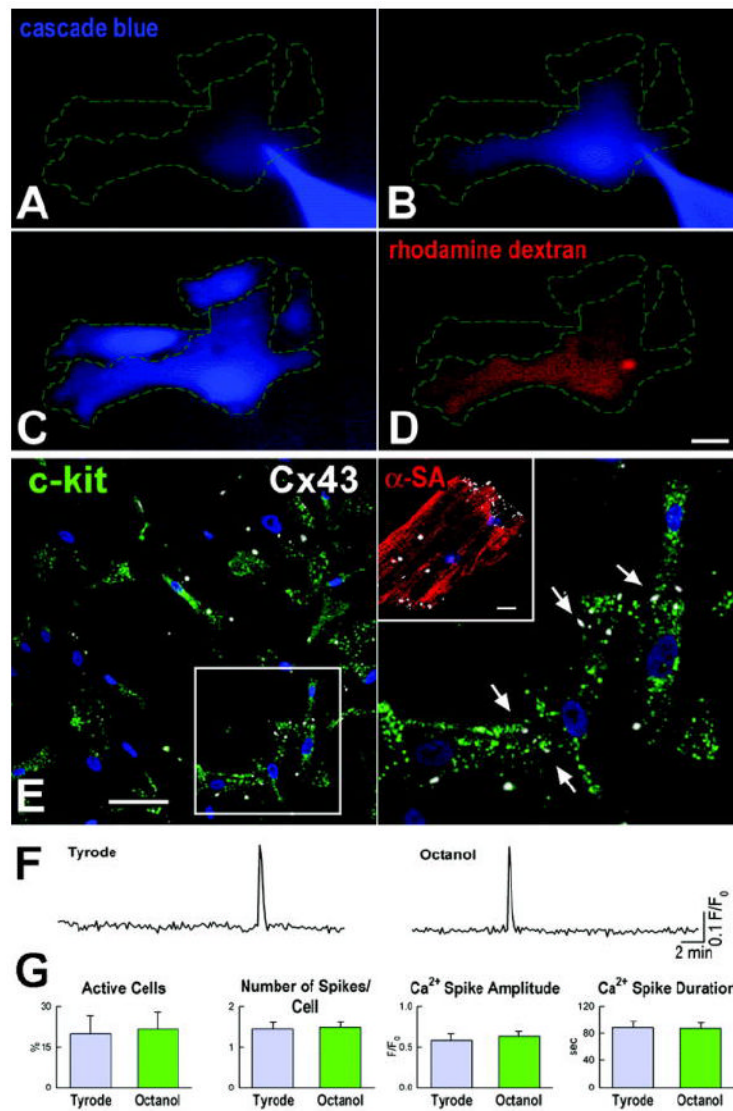 cascade blue
A
B
rhodamine dextran
C
D
c-kit
Cx43
α-SA
E
F
Tyrode
Octanol
0.1 F/F₀
2 min
G
Active Cells
30
15
0
%
Tyrode
Octanol
Number of Spikes/
Cell
2
1
0
Tyrode
Octanol
Ca²⁺ Spike Amplitude
1.0
0.5
0.0
F/F₀
Tyrode
Octanol
Ca²⁺ Spike Duration
120
80
40
0
sec
Tyrode
Octanol